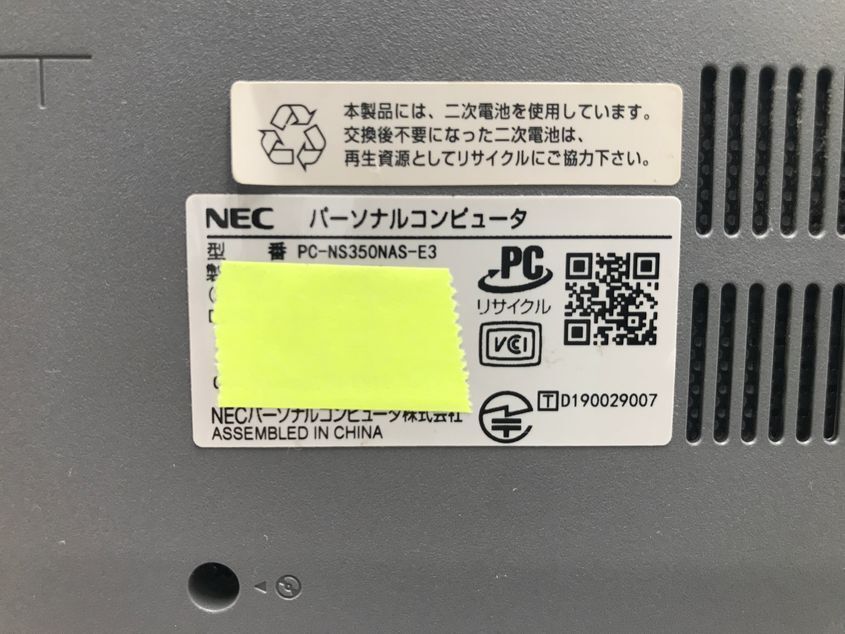 本製品には、二次電池を使用しています。
交換後不要になった二次電池は、
再生資源としてリサイクルにご協力下さい。
NEC パーソナルコンピュータ
型 番 PC-NS350NAS-E3
製
PC
リサイクル
VCI
T D190029007
NECパーソナルコンピュータ株式会社
ASSEMBLED IN CHINA